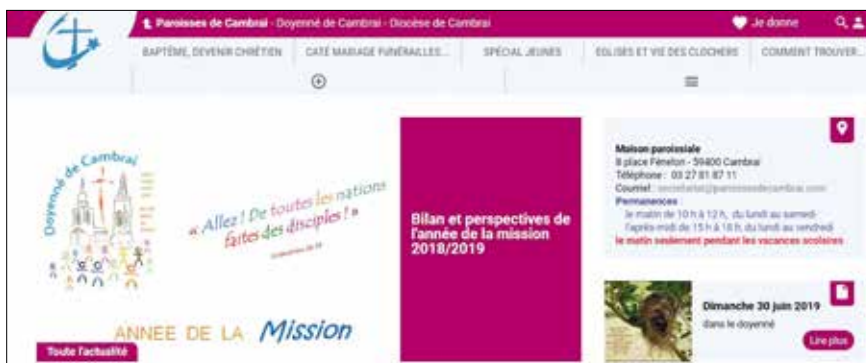 Paroisses de Cambrai - Doyenné de Cambrai - Diocèse de Cambrai
Je donne
BAPTÊME, DEVENIR CHRÉTIEN
CATÉ MARIAGE FUNÉRAILLES...
SPÉCIAL JEUNES
EGLISES ET VIE DES CLOCHERS
COMMENT TROUVER...
Doyenné de Cambrai
« Allez ! De toutes les nations
faites des disciples ! »
ANNEE DE LA Mission
Toute l'actualité
Bilan et perspectives de
l'année de la mission
2018/2019
Maison paroissiale
8 place Fénelon - 59400 Cambrai
Téléphone : 03 27 81 87 11
Courriel :
Permanences :
le matin de 10 h à 12 h, du lundi au samedi
l'après-midi de 15 h à 18 h, du lundi au vendredi
le matin seulement pendant les vacances scolaires
Dimanche 30 juin 2019
dans le doyenné
Lire plus